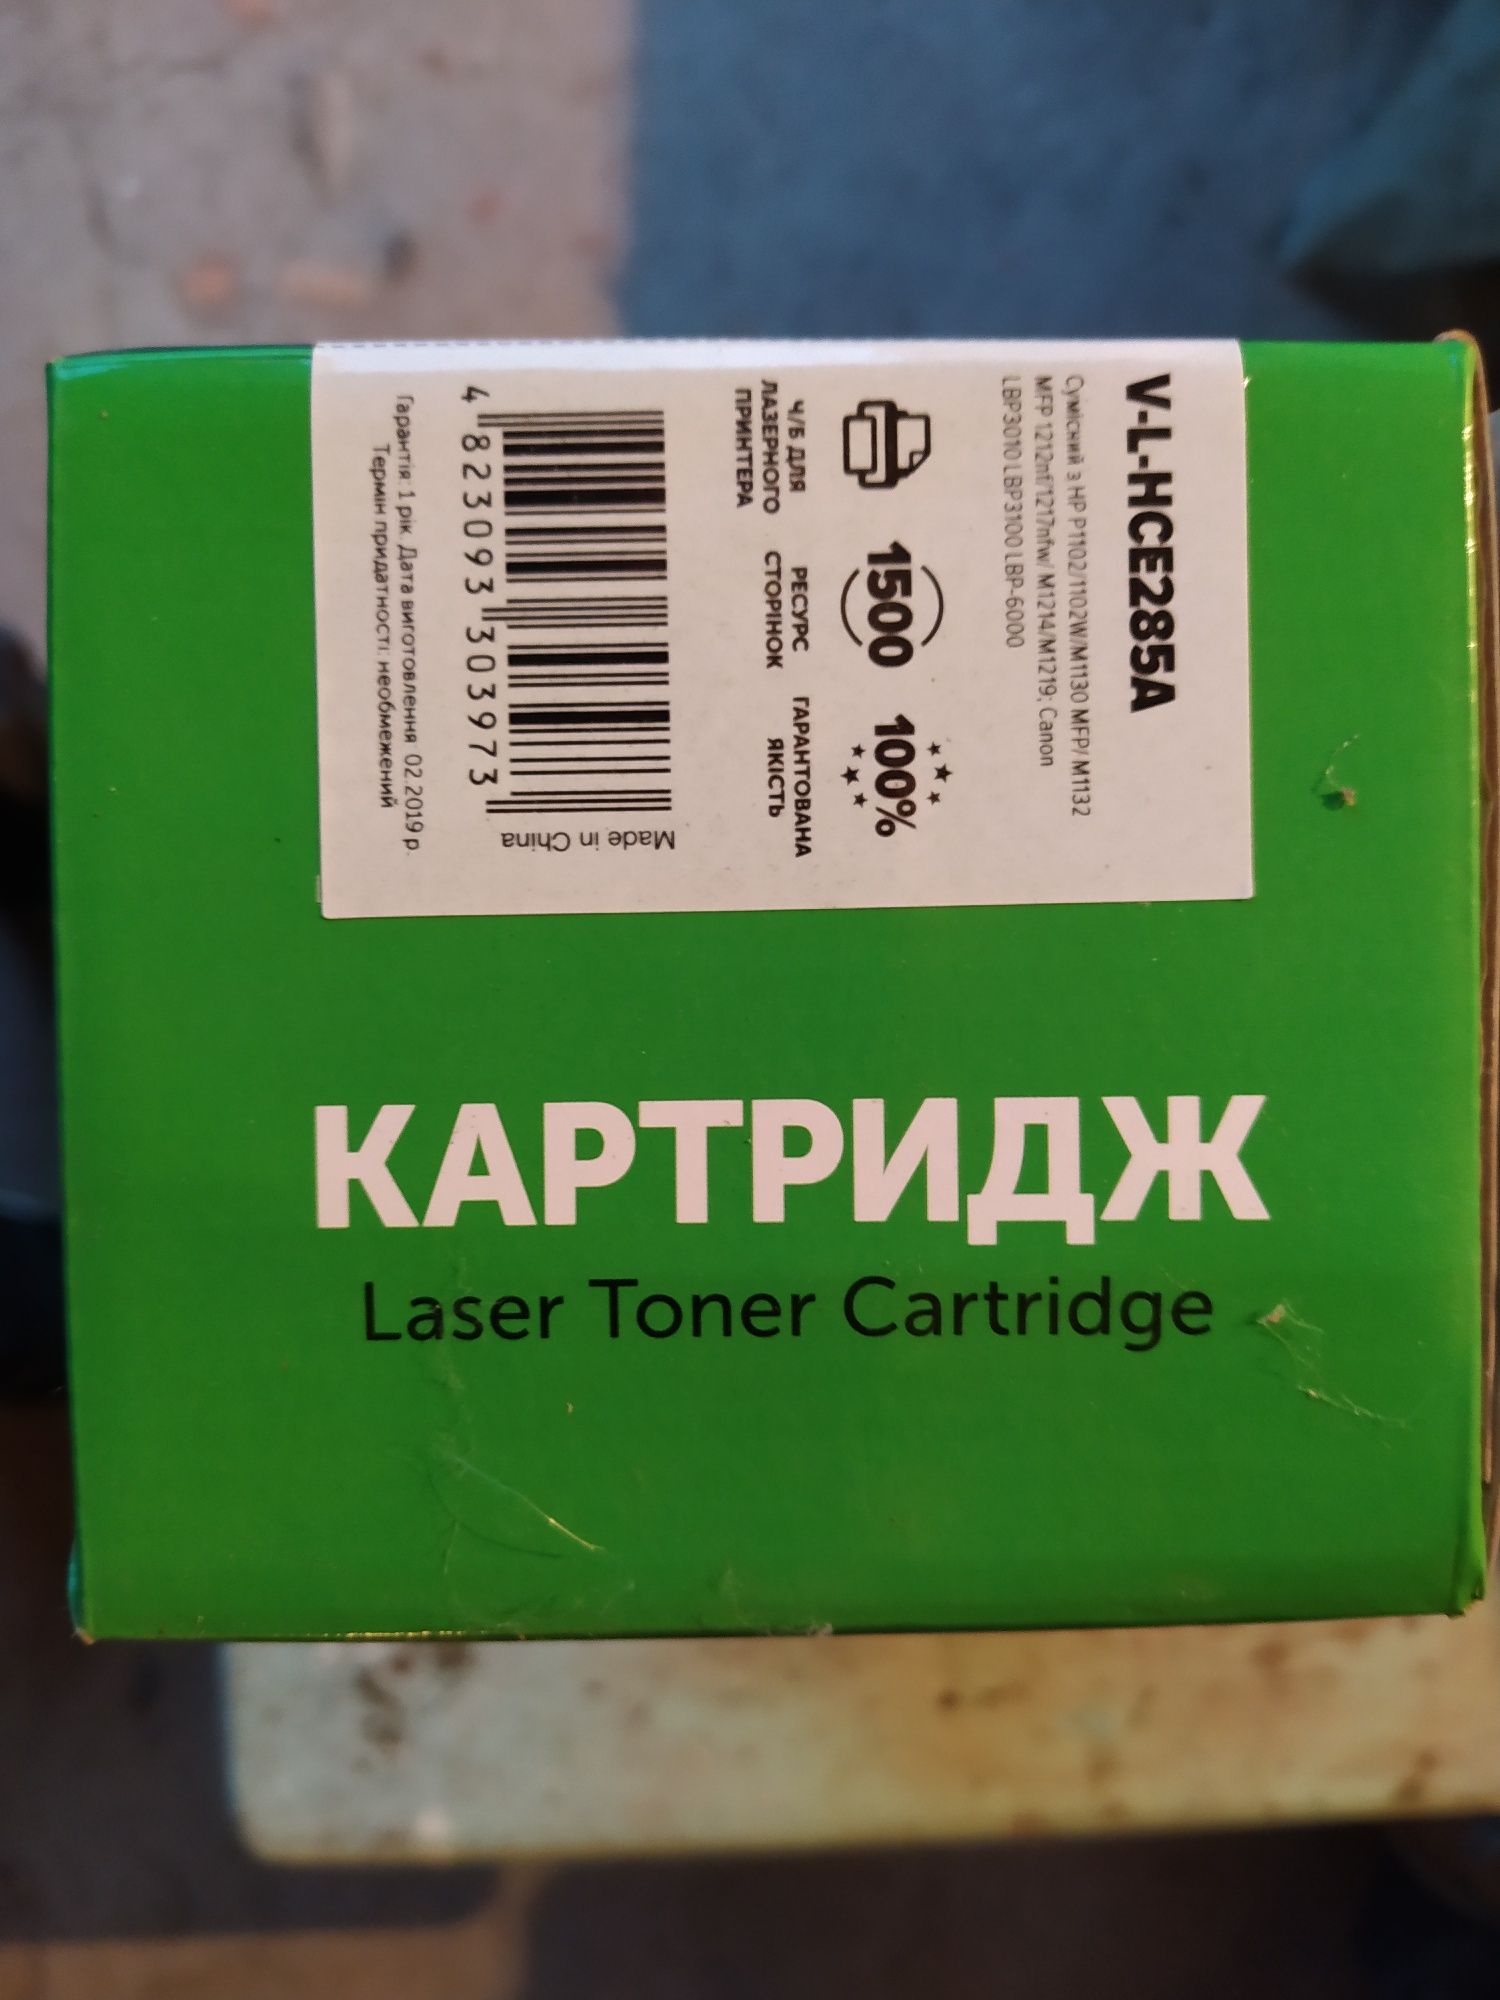 V-L-HCE285A
Сумісний з HP P1102/1102W/M1130 MFP/ M1132
MFP 1212nf/1217nfw/ M1214/M1219; Canon
LBP3010 LBP3100 LBP-6000
1500
100%
Ч/Б ДЛЯ
ЛАЗЕРНОГО
ПРИНТЕРА
РЕСУРС
СТОРІНОК
ГАРАНТОВАНА
ЯКІСТЬ
4 823093 303973
Made in China
Гарантія: 1 рік. Дата виготовлення 02.2019 р.
Термін придатності: необмежений
КАРТРИДЖ
Laser Toner Cartridge